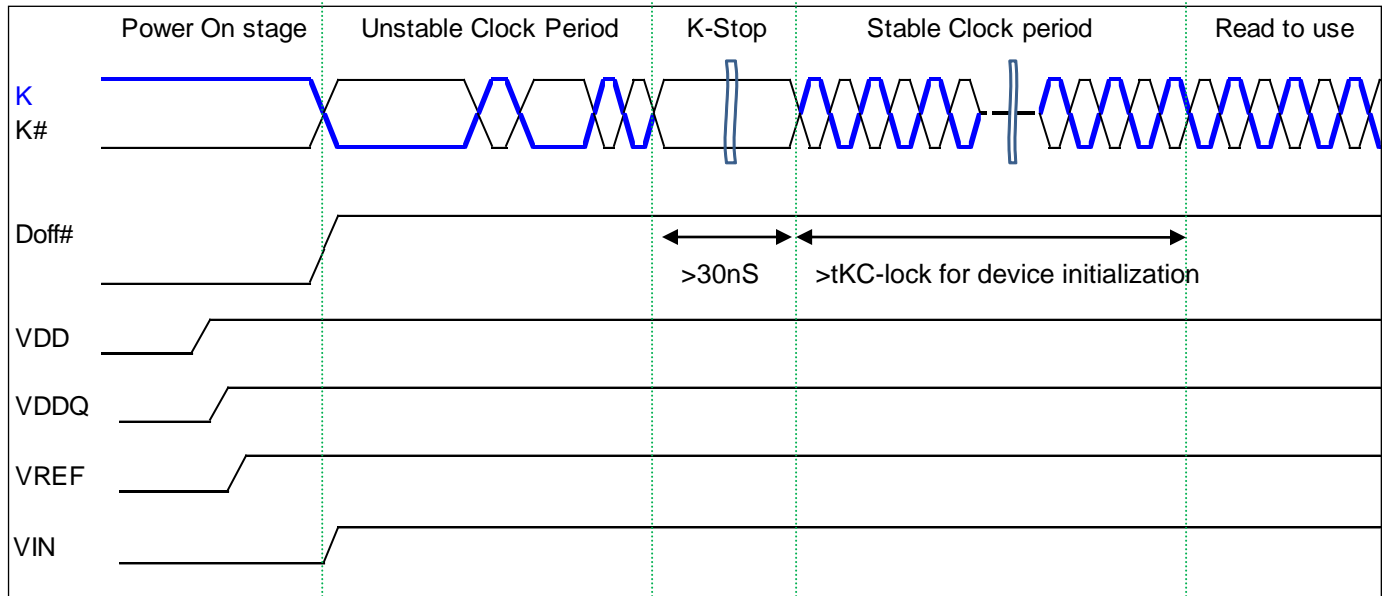 Power On stage Unstable Clock Period K-Stop Stable Clock period Read to use
K
K#
Doff#
>30nS >tKC-lock for device initialization
VDD
VDDQ
VREF
VIN